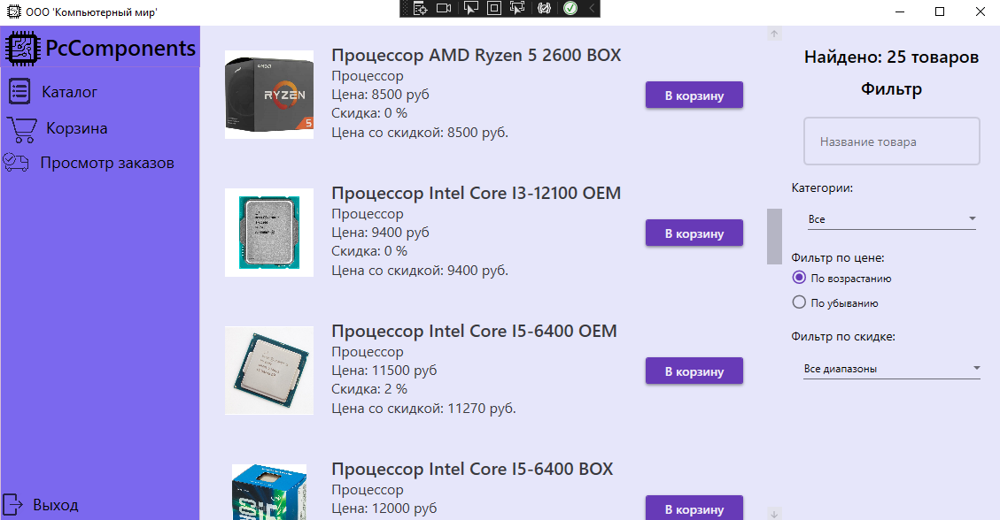 ООО 'Компьютерный мир'
PcComponents
Каталог
Корзина
Просмотр заказов
Выход
Процессор AMD Ryzen 5 2600 BOX
Процессор
Цена: 8500 руб
Скидка: 0 %
Цена со скидкой: 8500 руб.
В корзину
AMD
RYZEN
5
Процессор Intel Core I3-12100 OEM
Процессор
Цена: 9400 руб
Скидка: 0 %
Цена со скидкой: 9400 руб.
В корзину
Процессор Intel Core I5-6400 OEM
Процессор
Цена: 11500 руб
Скидка: 2 %
Цена со скидкой: 11270 руб.
В корзину
Процессор Intel Core I5-6400 BOX
Процессор
Цена: 12000 руб
В корзину
Найдено: 25 товаров
Фильтр
Название товара
Категории:
Все
Фильтр по цене:
По возрастанию
По убыванию
Фильтр по скидке:
Все диапазоны